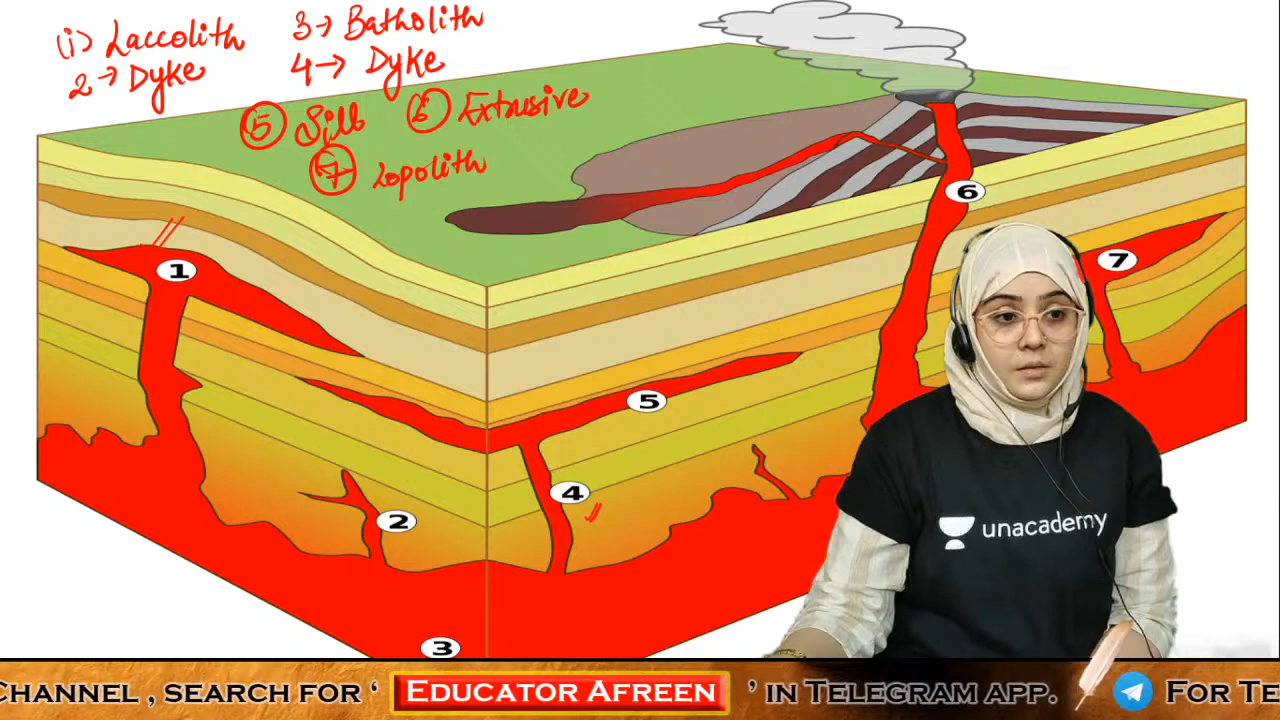 (i) Laccolith
2 → Dyke
3 → Batholith
4 → Dyke
5 Sill
6 Extrusive
7 Lopolith
1
2
3
4
5
6
7
unacademy
CHANNEL, SEARCH FOR ‘ EDUCATOR AFREEN ’ IN TELEGRAM APP. FOR TE